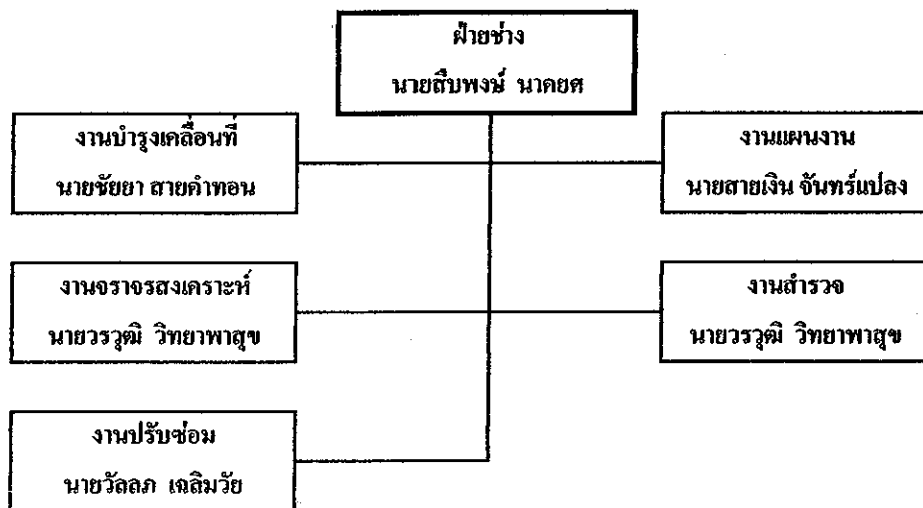 ฝ่ายช่าง
นายสืบพงษ์ นาคยศ
งานบำรุงเคลื่อนที่
นายชัยยา สายคำทอน
งานแผนงาน
นายสายเงิน จันทร์แปลง
งานจราจรสงเคราะห์
นายวรวุฒิ วิทยาพาสุข
งานสำรวจ
นายวรวุฒิ วิทยาพาสุข
งานปรับซ่อม
นายวัลลภ เฉลิมวัย